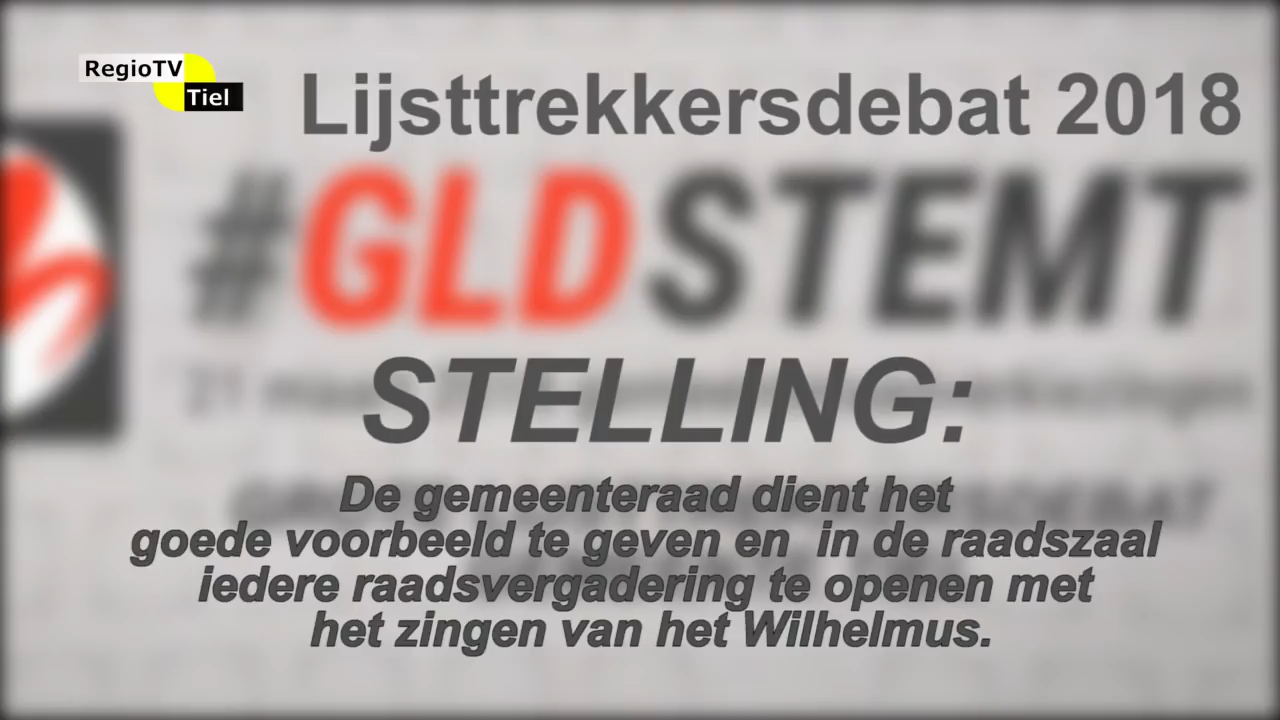 RegioTV
Tiel
Lijsttrekkersdebat 2018
#GLDSTEMT
STELLING:
De gemeenteraad dient het
goede voorbeeld te geven en in de raadszaal
iedere raadsvergadering te openen met
het zingen van het Wilhelmus.